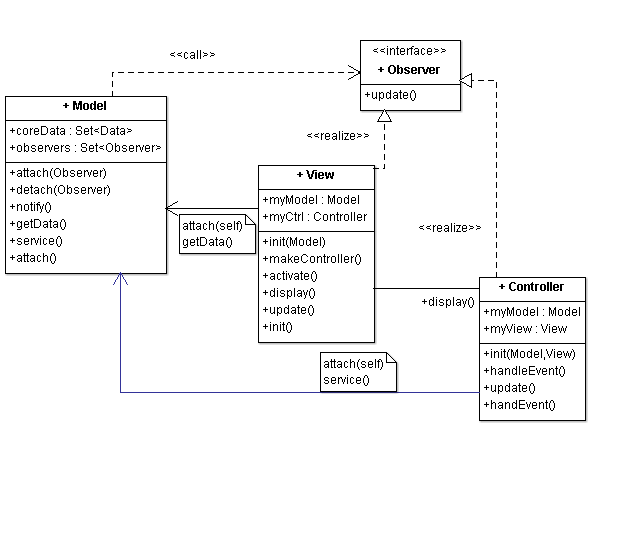 <<call>>
<<interface>>
+ Observer
+update()
+ Model
+coreData : Set<Data>
+observers : Set<Observer>
+attach(Observer)
+detach(Observer)
+notify()
+getData()
+service()
+attach()
<<realize>>
+ View
+myModel : Model
+myCtrl : Controller
+init(Model)
+makeController()
+activate()
+display()
+update()
+init()
attach(self)
getData()
<<realize>>
+display()
+ Controller
+myModel : Model
+myView : View
+init(Model,View)
+handleEvent()
+update()
+handEvent()
attach(self)
service()